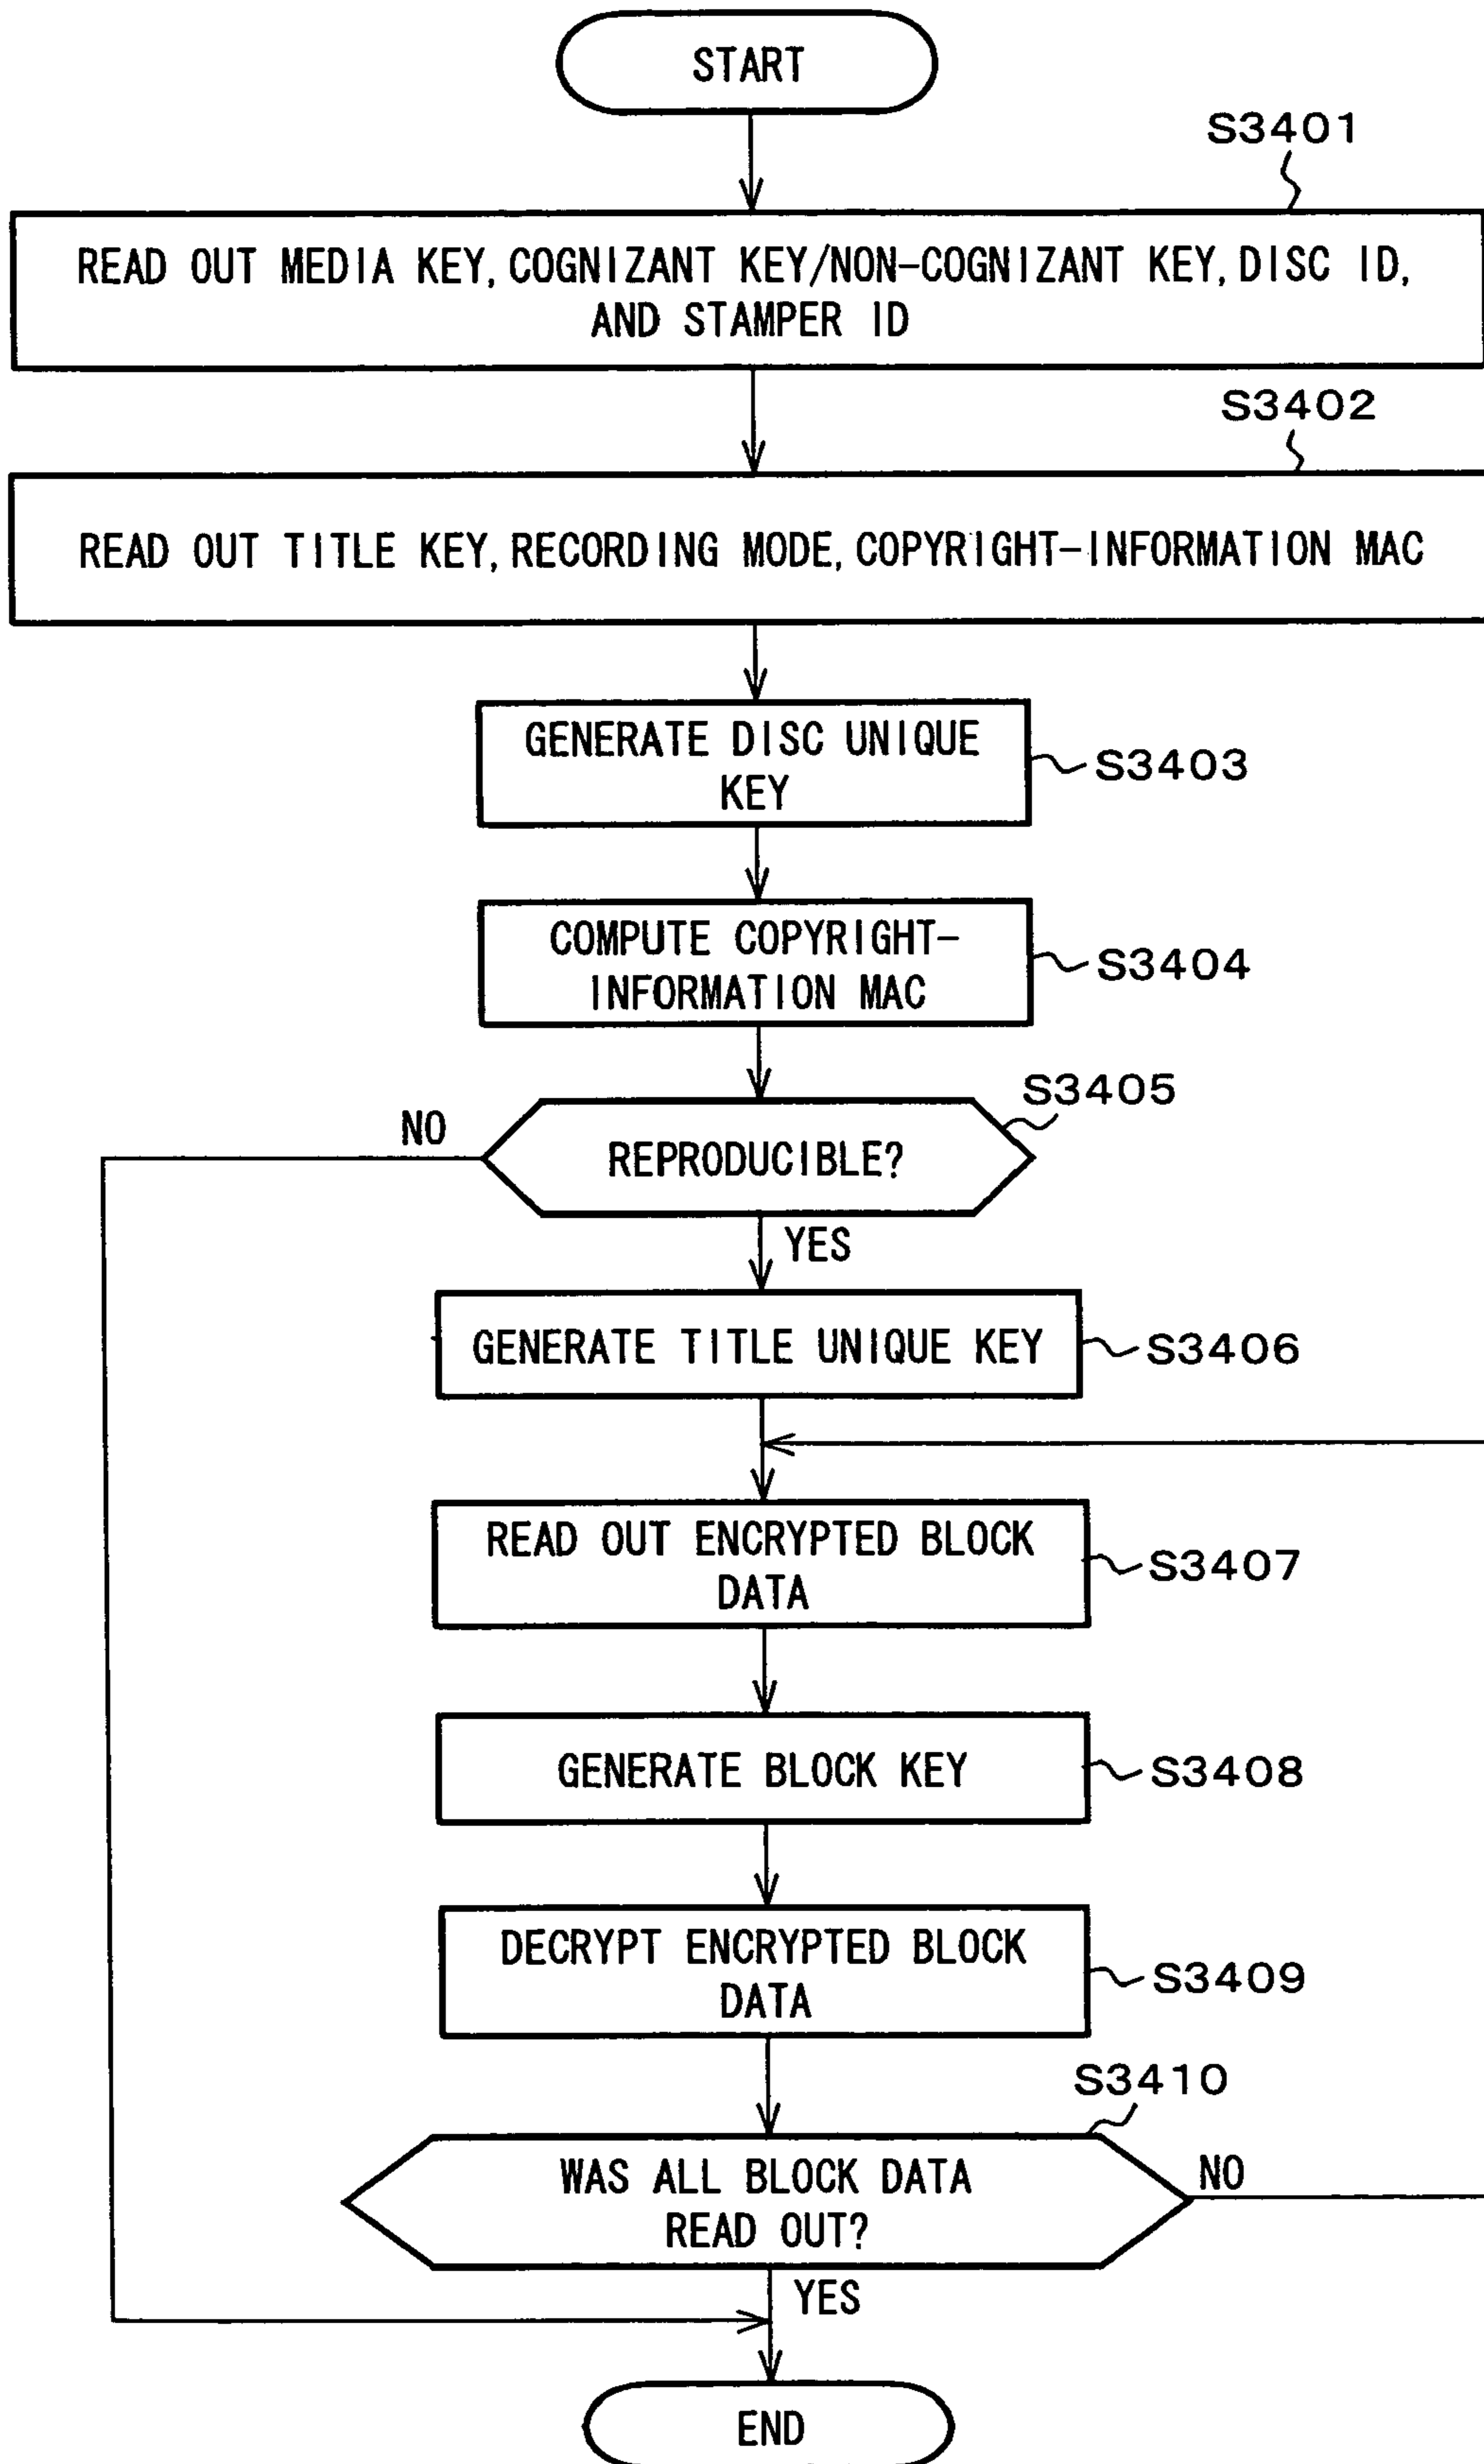 START
S3401
READ OUT MEDIA KEY, COGNIZANT KEY/NON-COGNIZANT KEY, DISC ID,
AND STAMPER ID
S3402
READ OUT TITLE KEY, RECORDING MODE, COPYRIGHT-INFORMATION MAC
GENERATE DISC UNIQUE
KEY
S3403
COMPUTE COPYRIGHT-
INFORMATION MAC
S3404
S3405
NO
REPRODUCIBLE?
YES
GENERATE TITLE UNIQUE KEY
S3406
READ OUT ENCRYPTED BLOCK
DATA
S3407
GENERATE BLOCK KEY
S3408
DECRYPT ENCRYPTED BLOCK
DATA
S3409
S3410
WAS ALL BLOCK DATA
READ OUT?
NO
YES
END